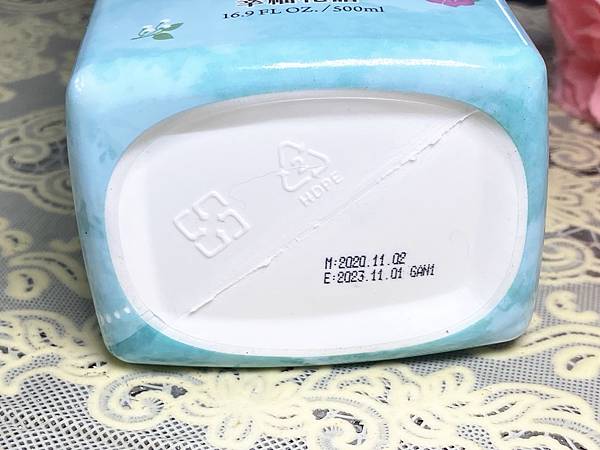 16.9 FL OZ./500ml
2
HDPE
M:2020.11.02
E:2023.11.01 GAN1